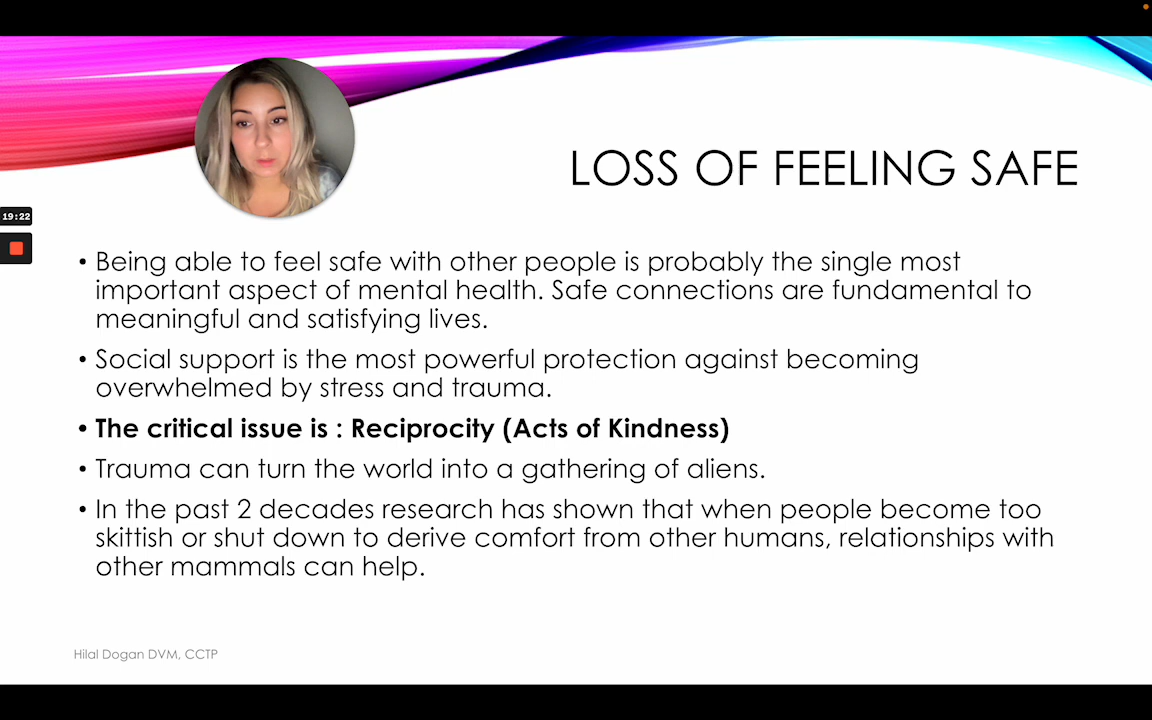 LOSS OF FEELING SAFE
19:22
• Being able to feel safe with other people is probably the single most
important aspect of mental health. Safe connections are fundamental to
meaningful and satisfying lives.
• Social support is the most powerful protection against becoming
overwhelmed by stress and trauma.
• The critical issue is : Reciprocity (Acts of Kindness)
• Trauma can turn the world into a gathering of aliens.
• In the past 2 decades research has shown that when people become too
skittish or shut down to derive comfort from other humans, relationships with
other mammals can help.
Hilal Dogan DVM, CCTP